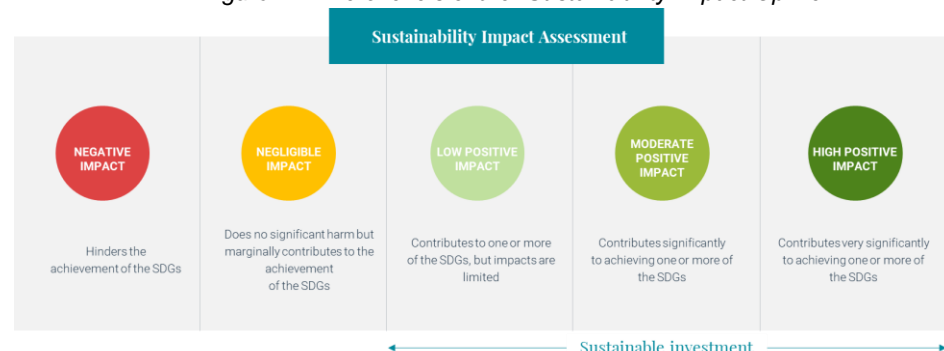 Sustainability Impact Assessment
NEGATIVE
IMPACT
Hinders the
achievement of the SDGs
NEGLIGIBLE
IMPACT
Does no significant harm but
marginally contributes to the
achievement
of the SDGs
LOW POSITIVE
IMPACT
Contributes to one or more
of the SDGs, but impacts are
limited
MODERATE
POSITIVE
IMPACT
Contributes significantly
to achieving one or more of
the SDGs
HIGH POSITIVE
IMPACT
Contributes very significantly
to achieving one or more of
the SDGs
Sustainable investment